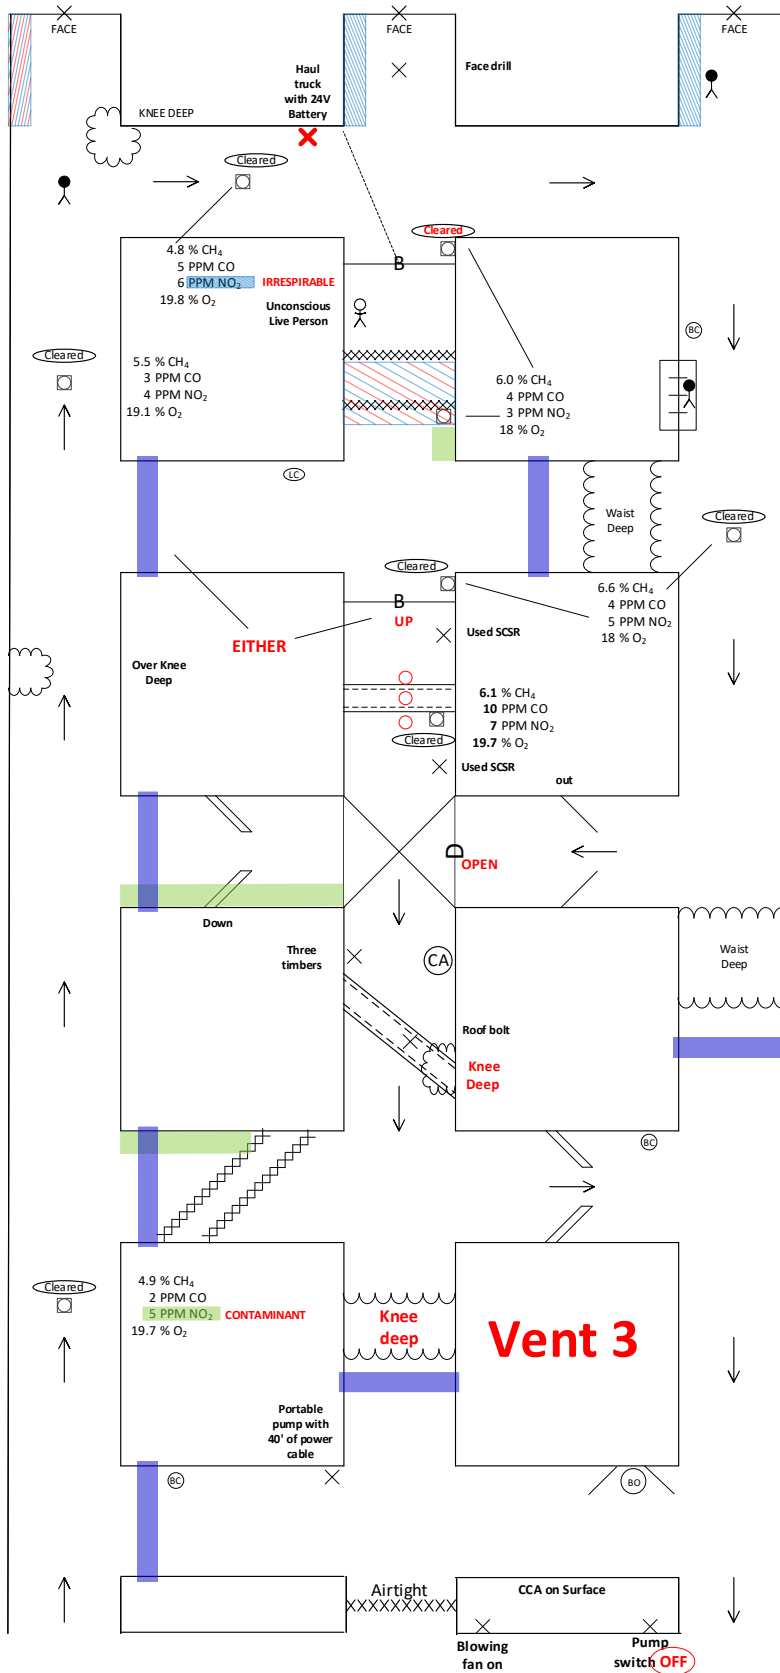 FACE
FACE
FACE
Haul
truck
with 24V
Battery
Face drill
KNEE DEEP
Cleared
4.8 % CH₄
5 PPM CO
6 PPM NO₂ IRRESPIRABLE
19.8 % O₂
Cleared
B
Unconscious
Live Person
BC
Cleared
5.5 % CH₄
3 PPM CO
4 PPM NO₂
19.1 % O₂
6.0 % CH₄
4 PPM CO
3 PPM NO₂
18 % O₂
LC
Waist
Deep
Cleared
Cleared
B
UP
6.6 % CH₄
4 PPM CO
5 PPM NO₂
18 % O₂
EITHER
Used SCSR
Over Knee
Deep
6.1 % CH₄
10 PPM CO
7 PPM NO₂
19.7 % O₂
Cleared
Used SCSR
out
D
OPEN
Down
Three
timbers
CA
Waist
Deep
Roof bolt
Knee
Deep
BC
Cleared
4.9 % CH₄
2 PPM CO
5 PPM NO₂ CONTAMINANT
19.7 % O₂
Knee
deep
Vent 3
Portable
pump with
40' of power
cable
BC
BO
Airtight
CCA on Surface
Blowing
fan on
Pump
switch OFF